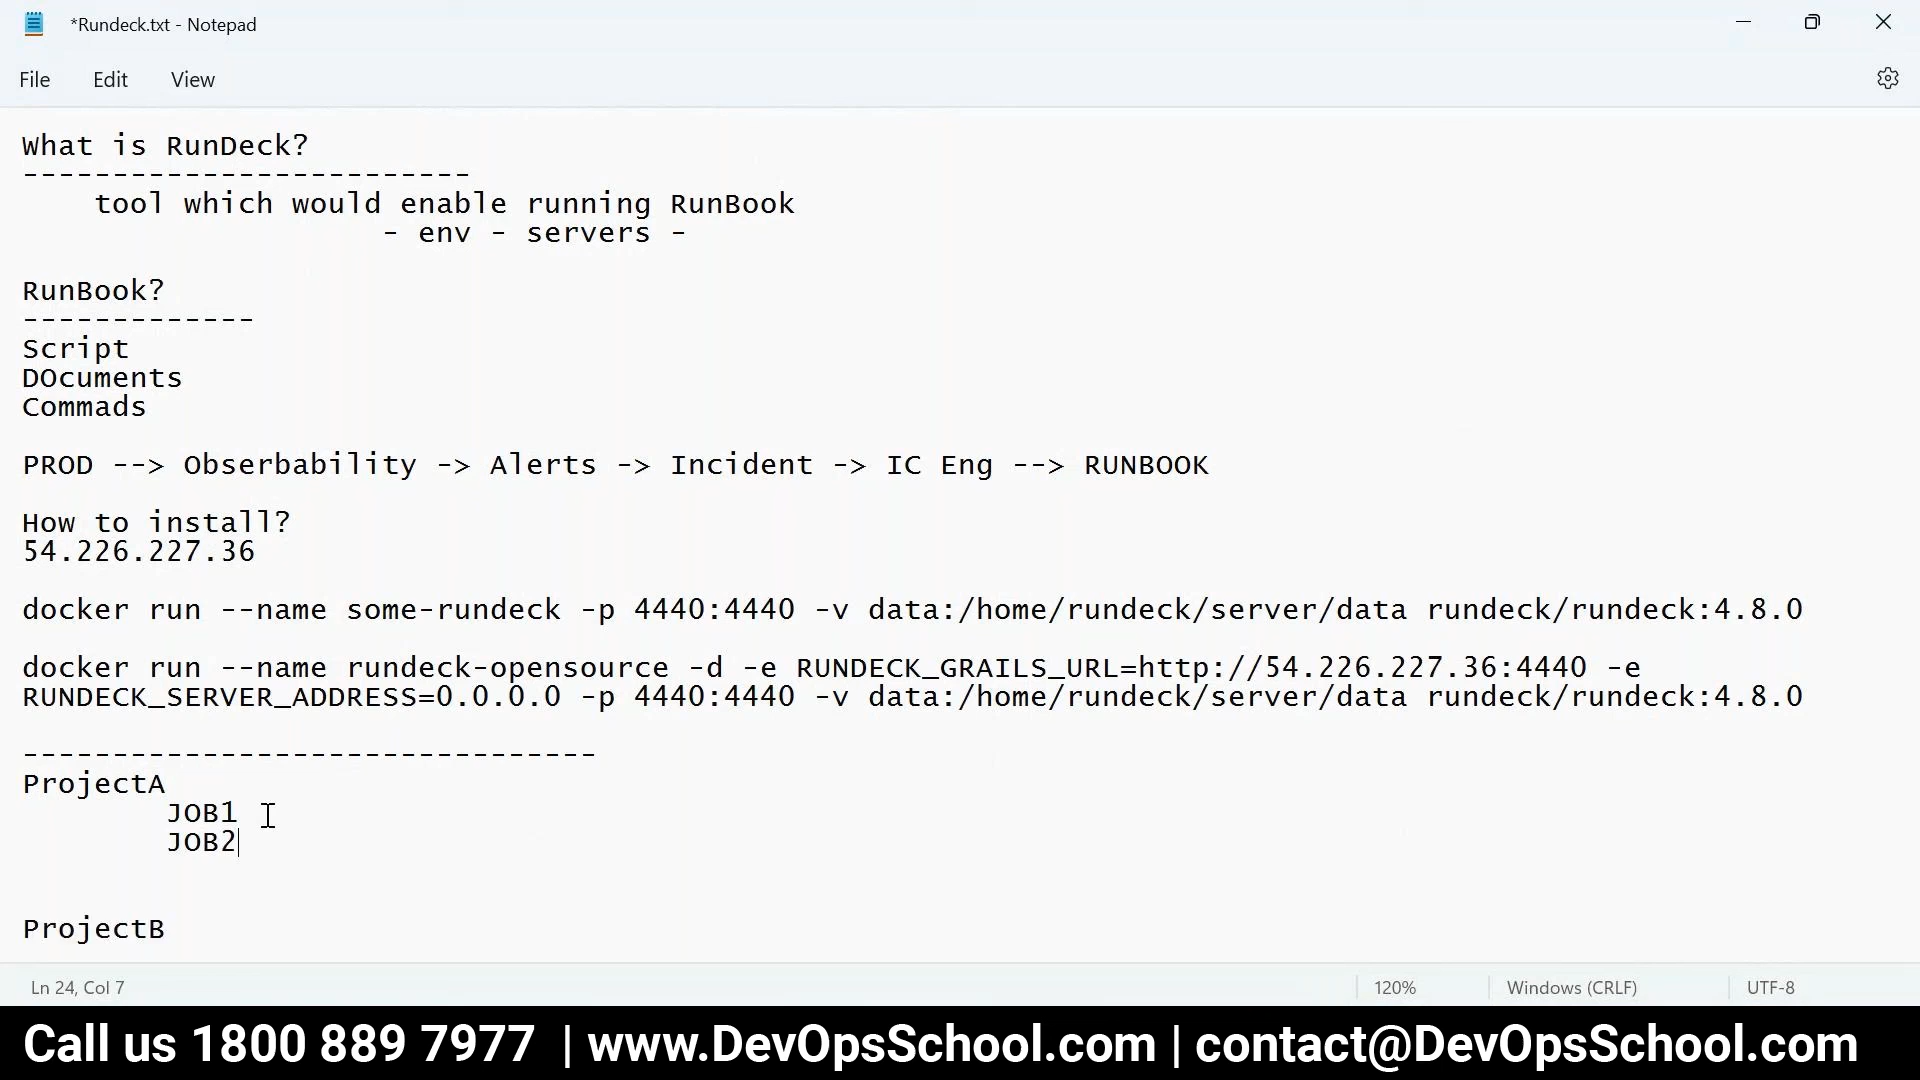 *Rundeck.txt - Notepad
File Edit View
What is RunDeck?
-------------------------
tool which would enable running RunBook
- env - servers -
RunBook?
-------------
Script
DOcuments
Commads
PROD --> Obserbability -> Alerts -> Incident -> IC Eng --> RUNBOOK
How to install?
54.226.227.36
docker run --name some-rundeck -p 4440:4440 -v data:/home/rundeck/server/data rundeck/rundeck:4.8.0
docker run --name rundeck-opensource -d -e RUNDECK_GRAILS_URL=http://54.226.227.36:4440 -e
RUNDECK_SERVER_ADDRESS=0.0.0.0 -p 4440:4440 -v data:/home/rundeck/server/data rundeck/rundeck:4.8.0
--------------------------------
ProjectA
JOB1
JOB2
ProjectB
Ln 24, Col 7 120% Windows (CRLF) UTF-8
Call us 1800 889 7977 | www.DevOpsSchool.com | contact@DevOpsSchool.com